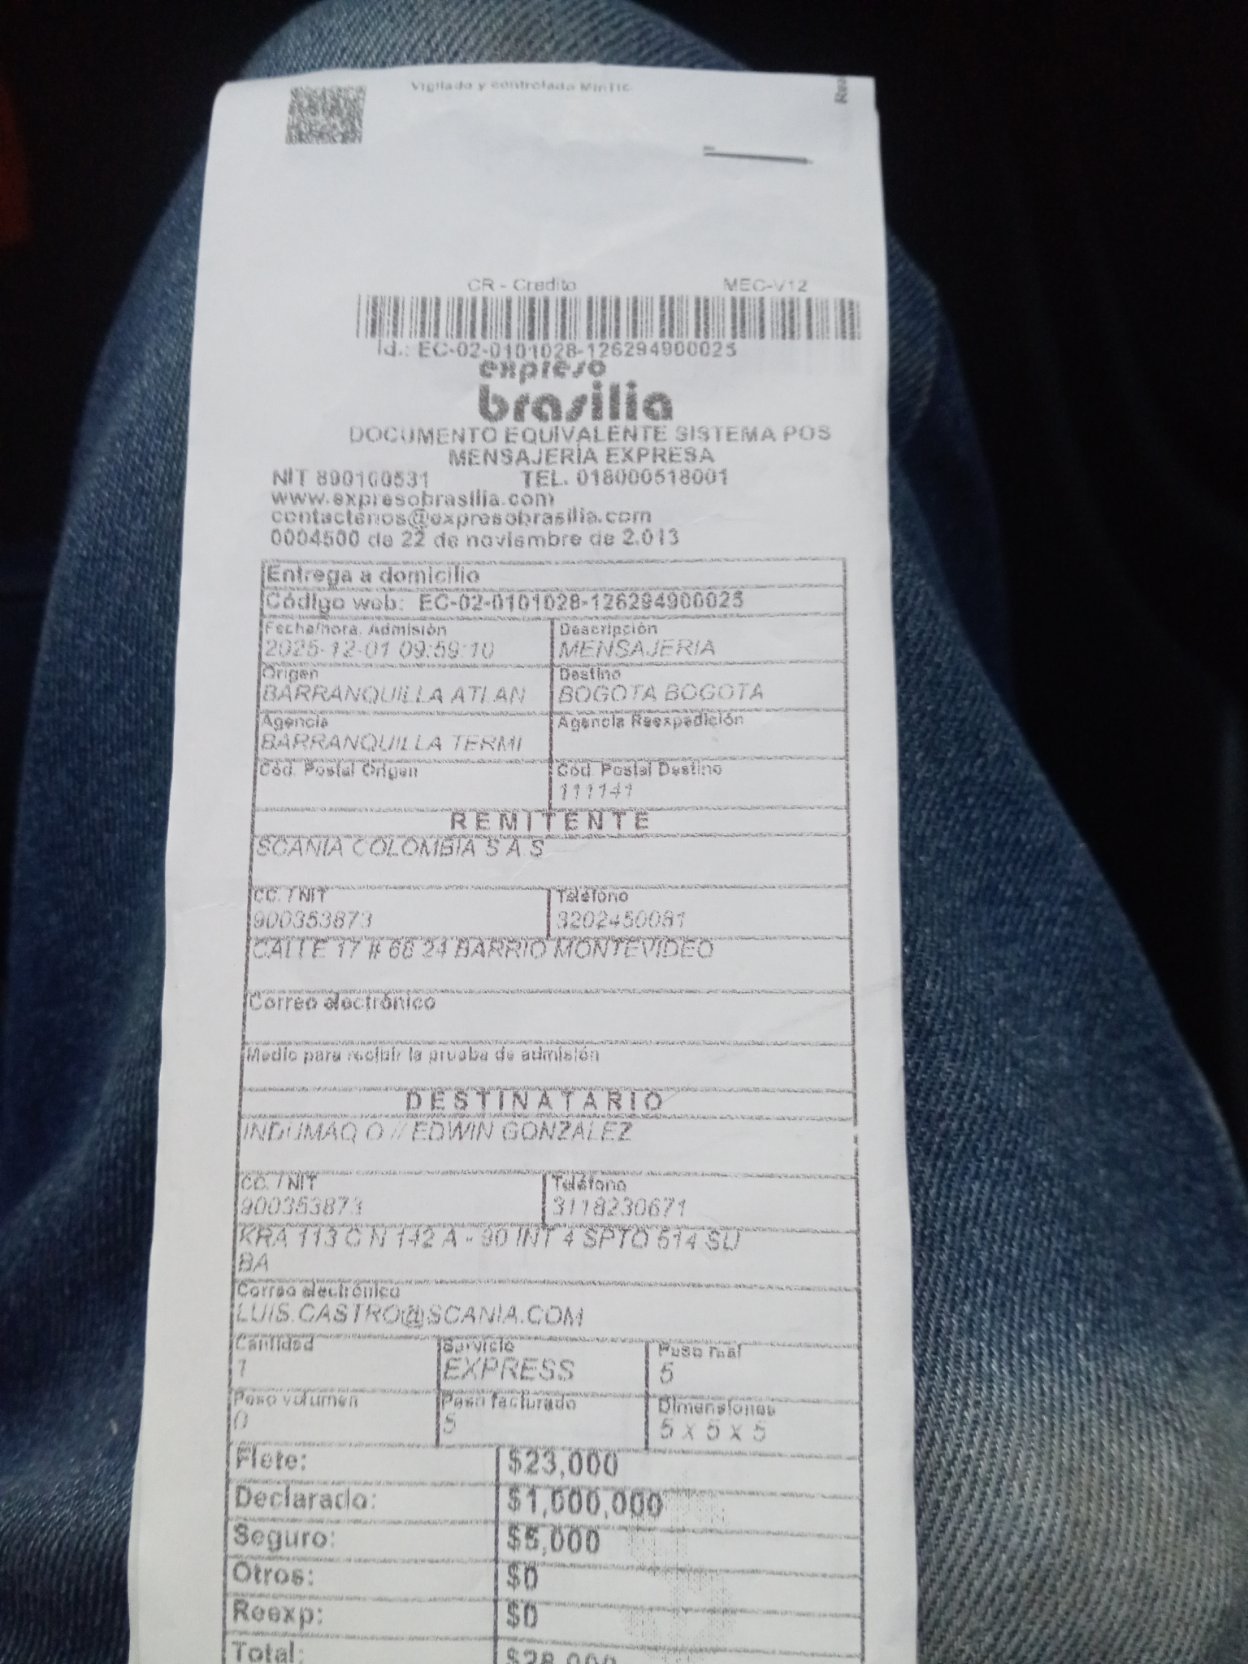 Vigilado y controlado MinTIC
CR - Credito MEC-V12
Id.: EC-02-0101028-126294900025
expreso
brasilia
DOCUMENTO EQUIVALENTE SISTEMA POS
MENSAJERÍA EXPRESA
NIT 890100531 TEL. 018000518001
www.expresobrasilia.com
contactenos@expresobrasilia.com
0004500 de 22 de noviembre de 2.013
Entrega a domicilio
Código web: EC-02-0101028-126294900025
Fecha/hora. Admisión Descripción
2025-12-01 09:59:10 MENSAJERIA
Origen Destino
BARRANQUILLA ATLAN BOGOTA BOGOTA
Agencia Agencia Reexpedición
BARRANQUILLA TERMI
Cód. Postal Origen Cód. Postal Destino
111141
REMITENTE
SCANIA COLOMBIA S A S
CC. / NIT Teléfono
900353873 3202450081
CALLE 17 # 68 24 BARRIO MONTEVIDEO
Correo electrónico
Medio para recibir la prueba de admisión
DESTINATARIO
INDUMAQ O // EDWIN GONZALEZ
CC. / NIT Teléfono
900353873 3118230671
KRA 113 C N 142 A - 90 INT 4 SPTO 514 SU
BA
Correo electrónico
LUIS.CASTRO@SCANIA.COM
Cantidad Servicio Peso real
1 EXPRESS 5
Peso volumen Peso facturado Dimensiones
0 5 5 x 5 x 5
Flete: $23,000
Declarado: $1,000,000
Seguro: $5,000
Otros: $0
Reexp: $0
Total: $28,000